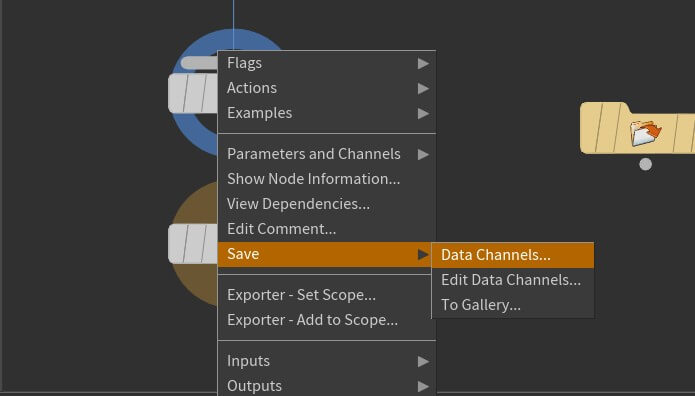 Flags
Actions
Examples
Parameters and Channels
Show Node Information...
View Dependencies...
Edit Comment...
Save
Data Channels...
Edit Data Channels...
To Gallery...
Exporter - Set Scope...
Exporter - Add to Scope...
Inputs
Outputs